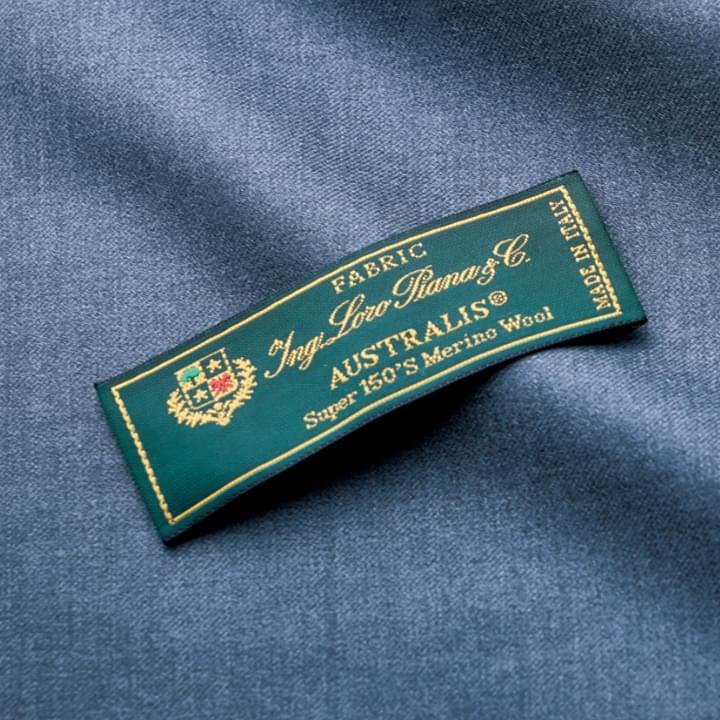 FABRIC
Ing. Loro Piana & C.
AUSTRALIS®
Super 150'S Merino Wool
MADE IN ITALY